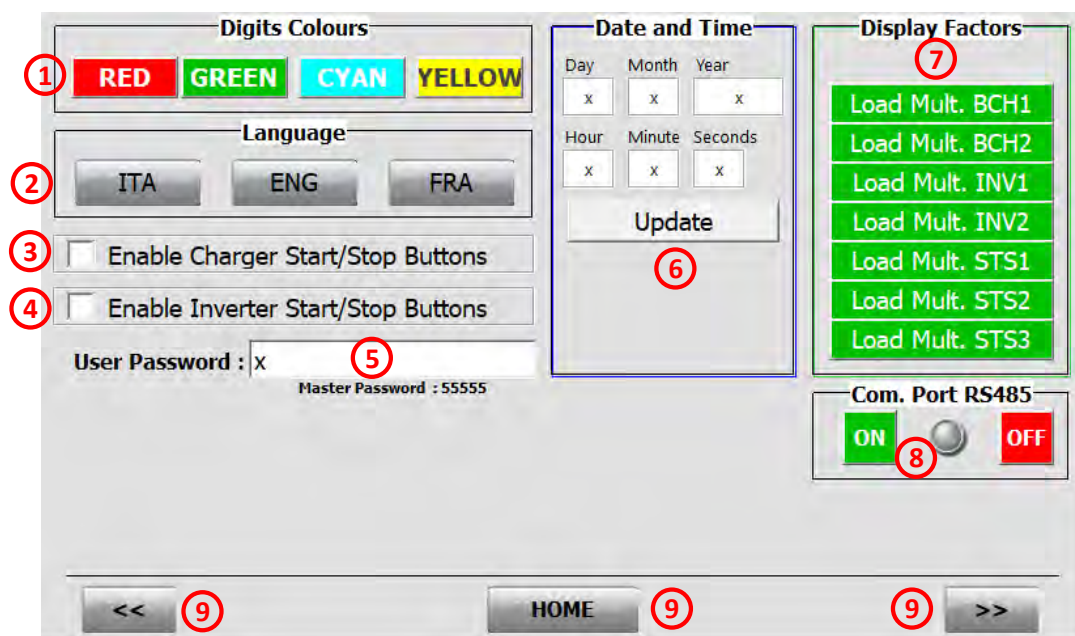 Digits Colours
1 RED GREEN CYAN YELLOW
Language
2 ITA ENG FRA
3 Enable Charger Start/Stop Buttons
4 Enable Inverter Start/Stop Buttons
User Password : x 5
Master Password : 55555
Date and Time
Day Month Year
x x x
Hour Minute Seconds
x x x
Update
6
Display Factors
7
Load Mult. BCH1
Load Mult. BCH2
Load Mult. INV1
Load Mult. INV2
Load Mult. STS1
Load Mult. STS2
Load Mult. STS3
Com. Port RS485
ON 8 OFF
<< 9 HOME 9 9 >>